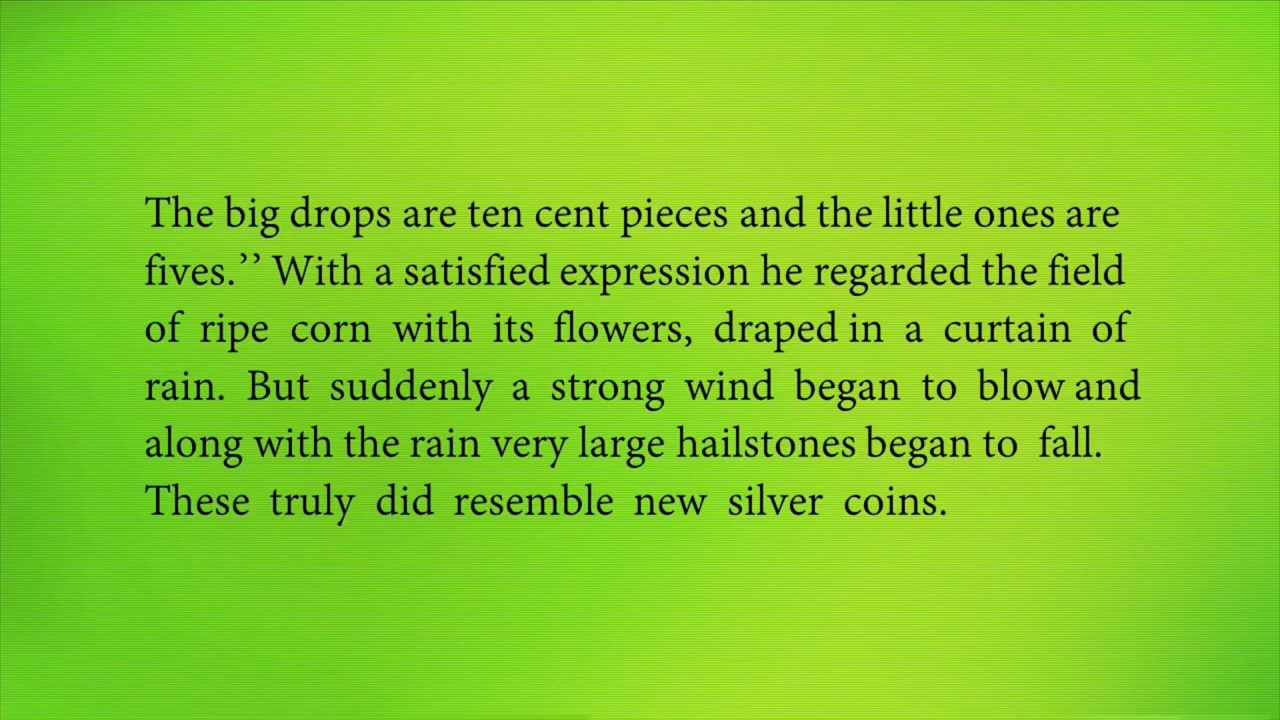 The big drops are ten cent pieces and the little ones are
fives.’’ With a satisfied expression he regarded the field
of ripe corn with its flowers, draped in a curtain of
rain. But suddenly a strong wind began to blow and
along with the rain very large hailstones began to fall.
These truly did resemble new silver coins.